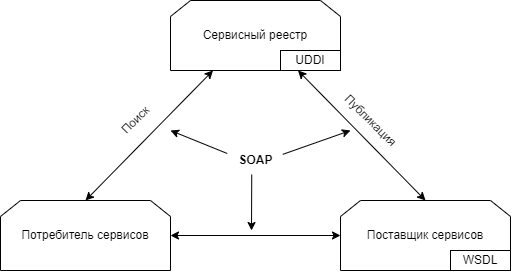 Сервисный реестр
UDDI
Поиск
Публикация
SOAP
Потребитель сервисов
Поставщик сервисов
WSDL